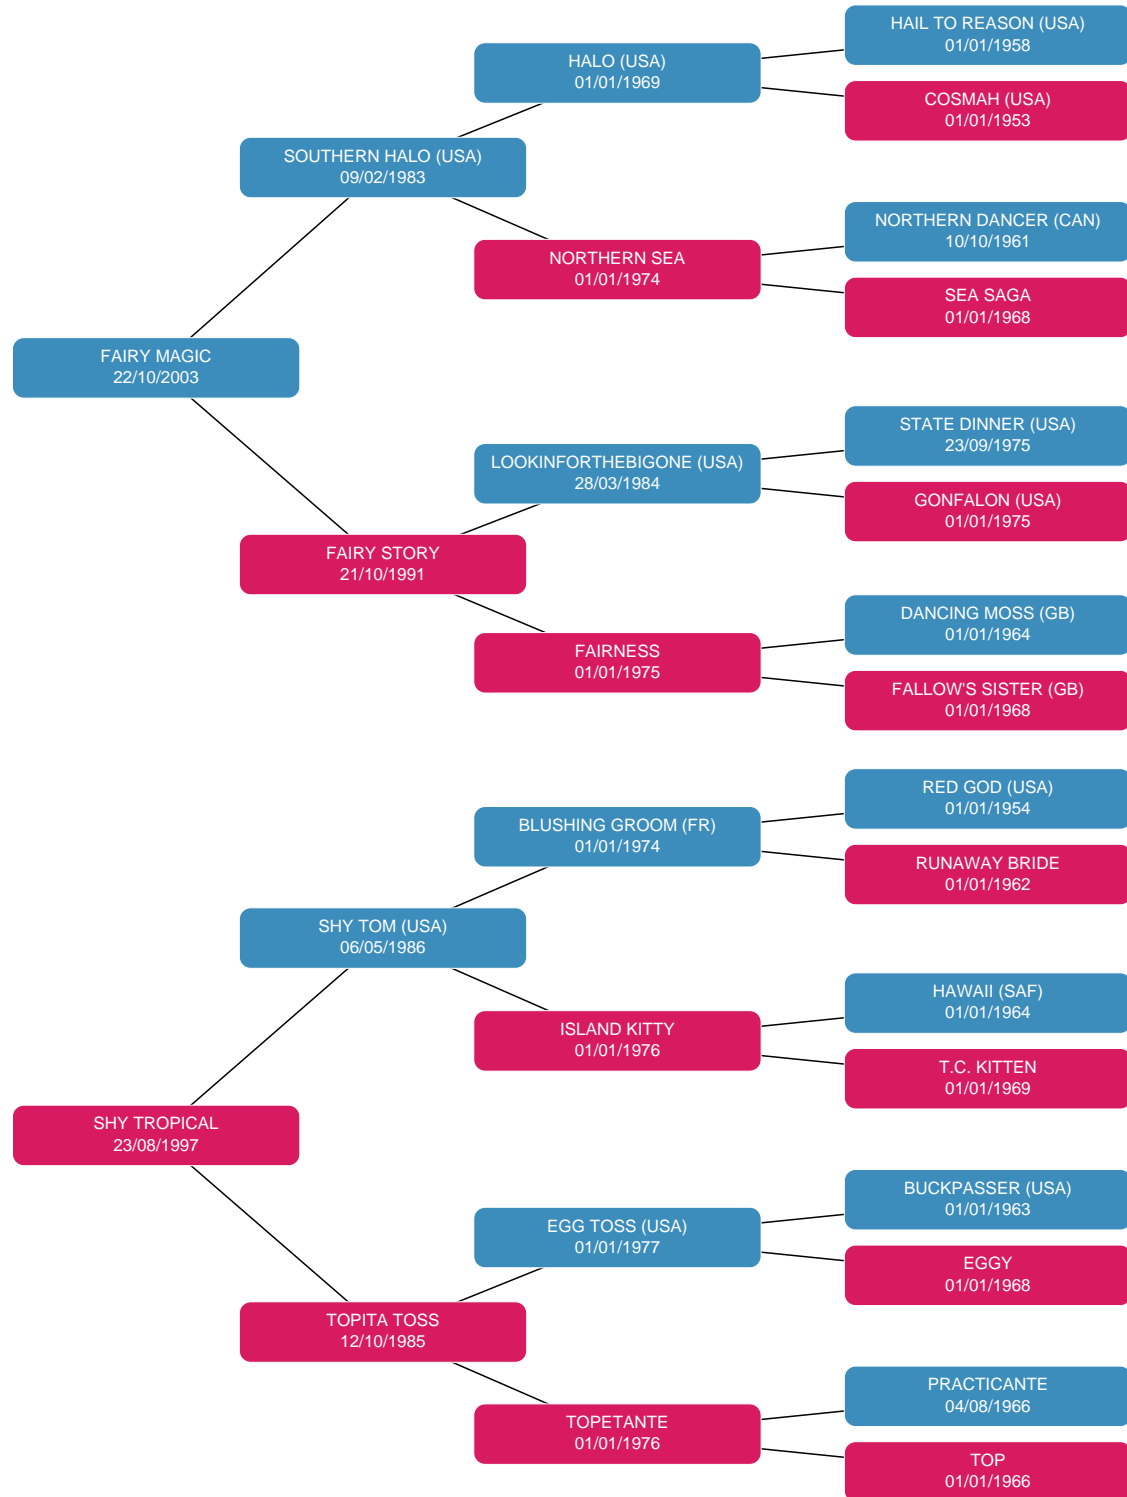 HAIL TO REASON (USA)
01/01/1958
HALO (USA)
01/01/1969
COSMAH (USA)
01/01/1953
SOUTHERN HALO (USA)
09/02/1983
NORTHERN DANCER (CAN)
10/10/1961
NORTHERN SEA
01/01/1974
SEA SAGA
01/01/1968
FAIRY MAGIC
22/10/2003
STATE DINNER (USA)
23/09/1975
LOOKINFORTHEBIGONE (USA)
28/03/1984
GONFALON (USA)
01/01/1975
FAIRY STORY
21/10/1991
DANCING MOSS (GB)
01/01/1964
FAIRNESS
01/01/1975
FALLOW'S SISTER (GB)
01/01/1968
RED GOD (USA)
01/01/1954
BLUSHING GROOM (FR)
01/01/1974
RUNAWAY BRIDE
01/01/1962
SHY TOM (USA)
06/05/1986
HAWAII (SAF)
01/01/1964
ISLAND KITTY
01/01/1976
T.C. KITTEN
01/01/1969
SHY TROPICAL
23/08/1997
BUCKPASSER (USA)
01/01/1963
EGG TOSS (USA)
01/01/1977
EGGY
01/01/1968
TOPITA TOSS
12/10/1985
PRACTICANTE
04/08/1966
TOPETANTE
01/01/1976
TOP
01/01/1966